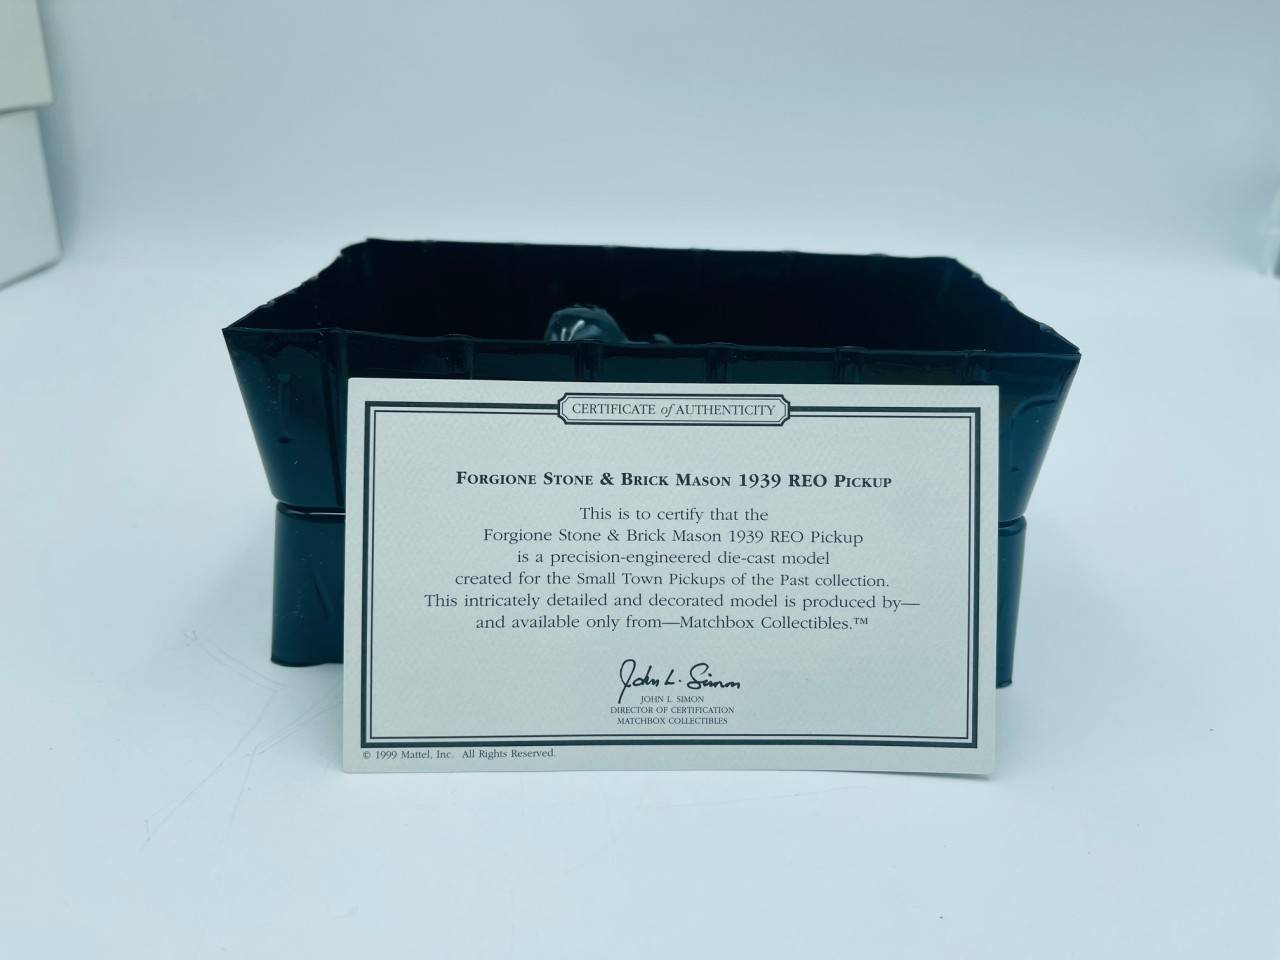 CERTIFICATE of AUTHENTICITY
FORGIONE STONE & BRICK MASON 1939 REO PICKUP
This is to certify that the
Forgione Stone & Brick Mason 1939 REO Pickup
is a precision-engineered die-cast model
created for the Small Town Pickups of the Past collection.
This intricately detailed and decorated model is produced by—
and available only from—Matchbox Collectibles.™
John L. Simon
JOHN L. SIMON
DIRECTOR OF CERTIFICATION
MATCHBOX COLLECTIBLES
© 1999 Mattel, Inc. All Rights Reserved.